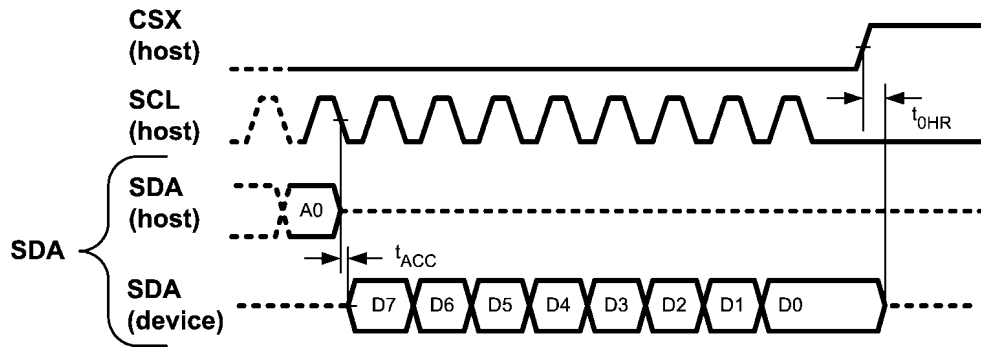 CSX
(host)
SCL
(host)
t0HR
SDA
(host)
A0
SDA
tACC
SDA
(device)
D7 D6 D5 D4 D3 D2 D1 D0